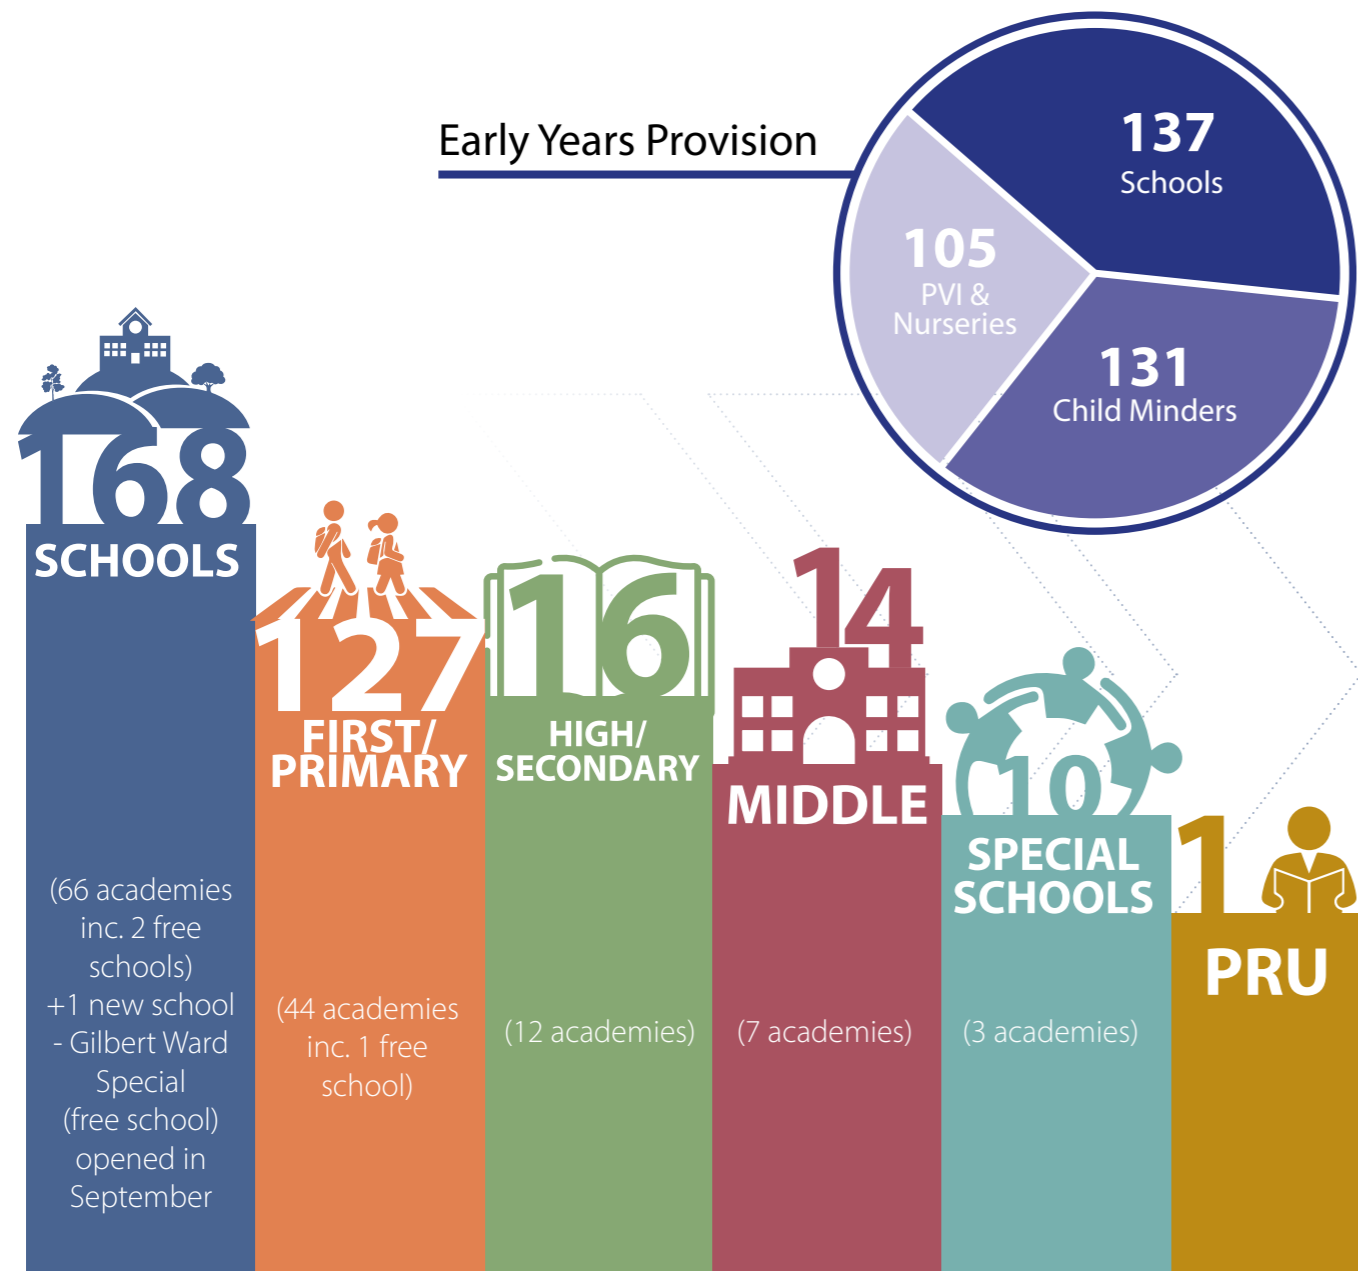 Early Years Provision
137
Schools
105
PVI &
Nurseries
131
Child Minders
168
SCHOOLS
(66 academies
inc. 2 free
schools)
+1 new school
- Gilbert Ward
Special
(free school)
opened in
September
127
FIRST/
PRIMARY
(44 academies
inc. 1 free
school)
16
HIGH/
SECONDARY
(12 academies)
14
MIDDLE
(7 academies)
10
SPECIAL
SCHOOLS
(3 academies)
1
PRU